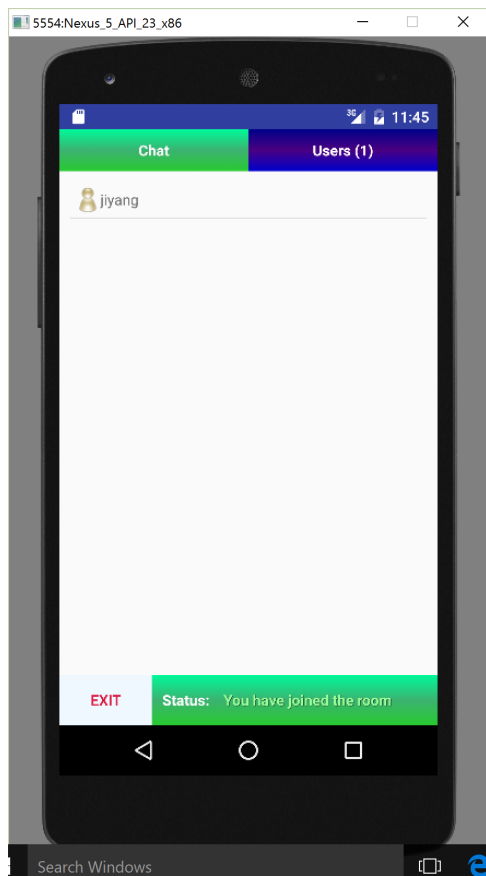 5554:Nexus_5_API_23_x86
3G 11:45
Chat Users (1)
jiyang
EXIT Status: You have joined the room
Search Windows